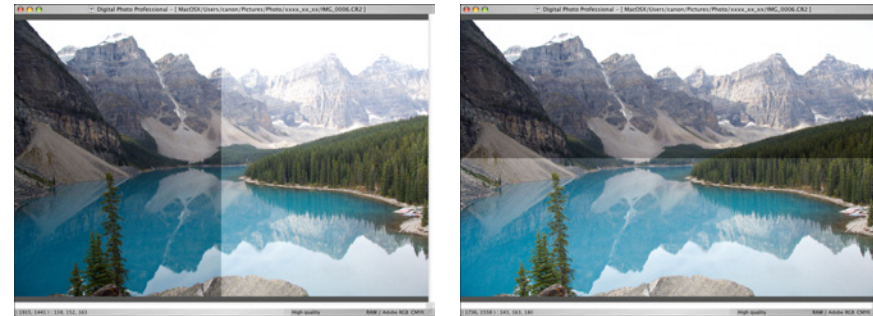 Digital Photo Professional – [ MacOSX/Users/canon/Pictures/Photo/xxxx_xx_xx/IMG_0006.CR2 ]
Digital Photo Professional – [ MacOSX/Users/canon/Pictures/Photo/xxxx_xx_xx/IMG_0006.CR2 ]
High quality
RAW / Adobe RGB CMYK
High quality
RAW / Adobe RGB CMYK